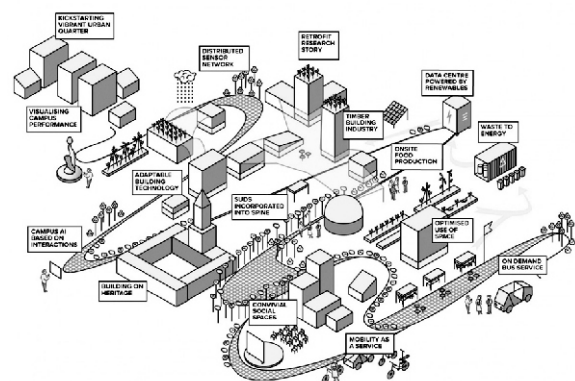 KICKSTARTING
VIBRANT URBAN
QUARTER
DISTRIBUTED
SENSOR
NETWORK
RETROFIT
RESEARCH
STORY
DATA CENTRE
POWERED BY
RENEWABLES
VISUALISING
CAMPUS
PERFORMANCE
TIMBER
BUILDING
INDUSTRY
WASTE TO
ENERGY
ONSITE
FOOD
PRODUCTION
ADAPTABLE
BUILDING
TECHNOLOGY
SUDS
INCORPORATED
INTO SPINE
OPTIMISED
USE OF
SPACE
CAMPUS AI
BASED ON
INTERACTIONS
ON DEMAND
BUS SERVICE
BUILDING ON
HERITAGE
CONVIVIAL
SOCIAL
SPACES
MOBILITY AS
A SERVICE